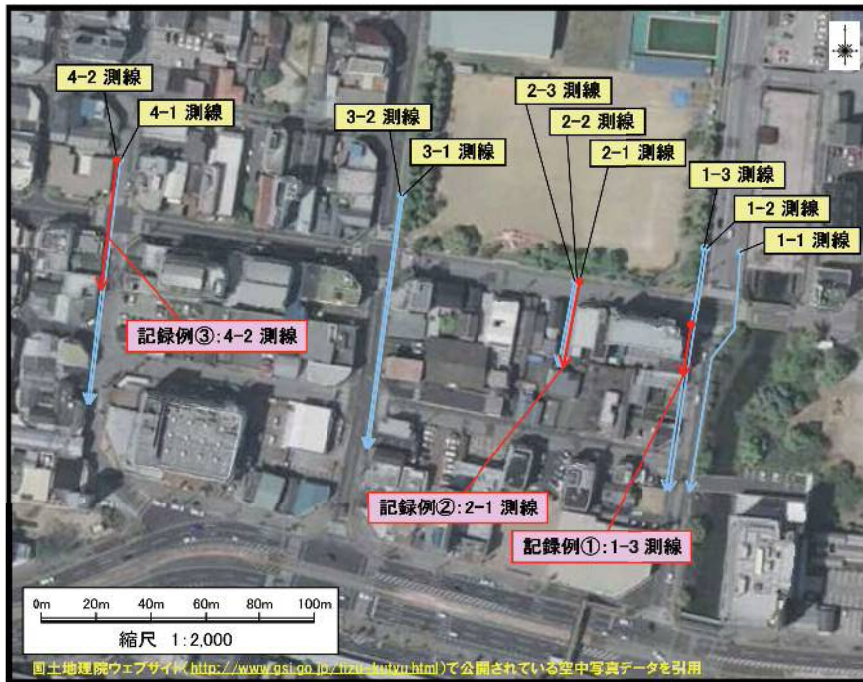 4-2 測線
4-1 測線
3-2 測線
3-1 測線
2-3 測線
2-2 測線
2-1 測線
1-3 測線
1-2 測線
1-1 測線
記録例③:4-2 測線
記録例②:2-1 測線
記録例①:1-3 測線
0m 20m 40m 60m 80m 100m
縮尺 1:2,000
国土地理院ウェブサイト(http://www.gsi.go.jp/tizu-kutyu.html)で公開されている空中写真データを引用